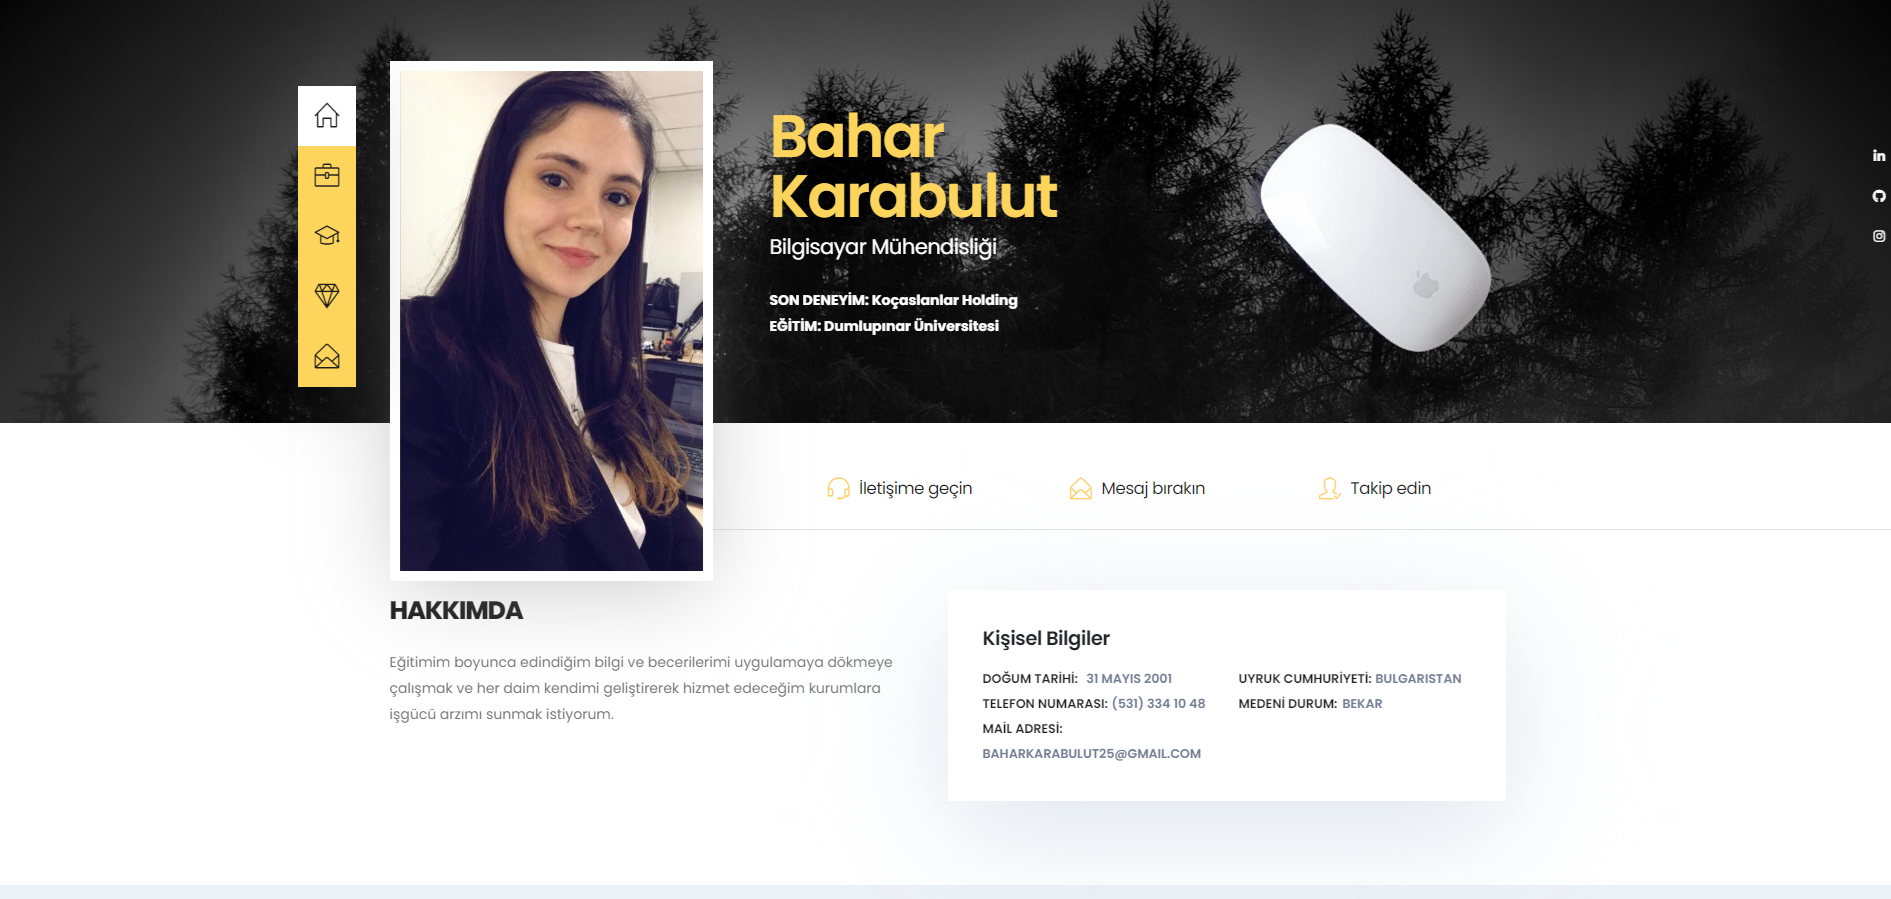 Bahar
Karabulut
Bilgisayar Mühendisliği
SON DENEYİM: Koçaslanlar Holding
EĞİTİM: Dumlupınar Üniversitesi
in
İletişime geçin
Mesaj bırakın
Takip edin
HAKKIMDA
Eğitimim boyunca edindiğim bilgi ve becerilerimi uygulamaya dökmeye
çalışmak ve her daim kendimi geliştirerek hizmet edeceğim kurumlara
işgücü arzımı sunmak istiyorum.
Kişisel Bilgiler
DOĞUM TARİHİ: 31 MAYIS 2001
TELEFON NUMARASI: (531) 334 10 48
MAİL ADRESİ:
BAHARKARABULUT25@GMAIL.COM
UYRUK CUMHURİYETİ: BULGARISTAN
MEDENİ DURUM: BEKAR